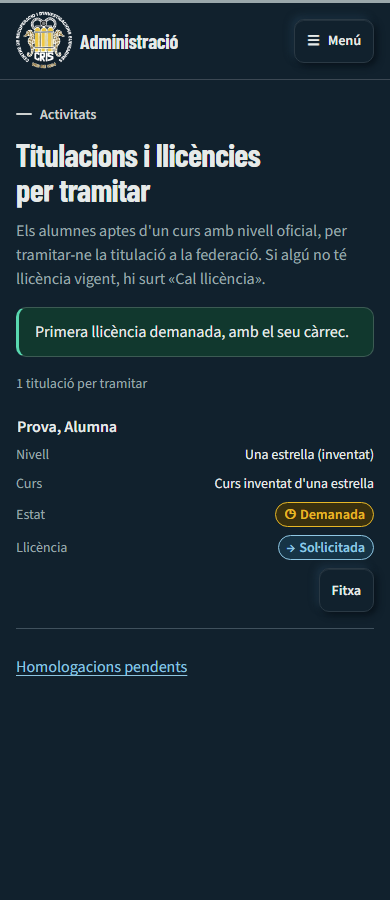 CRIS
Administració
☰ Menú
— Activitats
Titulacions i llicències
per tramitar
Els alumnes aptes d'un curs amb nivell oficial, per
tramitar-ne la titulació a la federació. Si algú no té
llicència vigent, hi surt «Cal llicència».
Primera llicència demanada, amb el seu càrrec.
1 titulació per tramitar
Prova, Alumna
Nivell Una estrella (inventat)
Curs Curs inventat d'una estrella
Estat Demanada
Llicència → Sol·licitada
Fitxa
Homologacions pendents